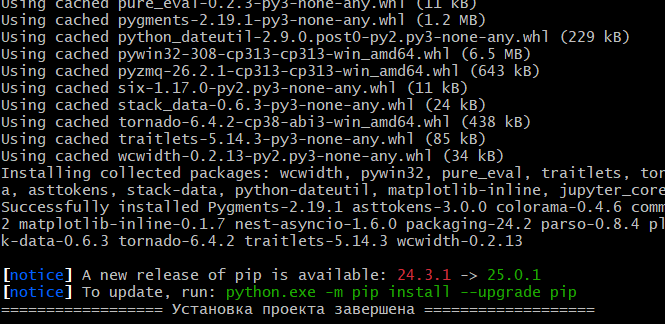 Using cached pure_eval-0.2.3-py3-none-any.whl (11 kB)
Using cached pygments-2.19.1-py3-none-any.whl (1.2 MB)
Using cached python_dateutil-2.9.0.post0-py2.py3-none-any.whl (229 kB)
Using cached pywin32-308-cp313-cp313-win_amd64.whl (6.5 MB)
Using cached pyzmq-26.2.1-cp313-cp313-win_amd64.whl (643 kB)
Using cached six-1.17.0-py2.py3-none-any.whl (11 kB)
Using cached stack_data-0.6.3-py3-none-any.whl (24 kB)
Using cached tornado-6.4.2-cp38-abi3-win_amd64.whl (438 kB)
Using cached traitlets-5.14.3-py3-none-any.whl (85 kB)
Using cached wcwidth-0.2.13-py2.py3-none-any.whl (34 kB)
Installing collected packages: wcwidth, pywin32, pure_eval, traitlets, tor
a, asttokens, stack-data, python-dateutil, matplotlib-inline, jupyter_core
Successfully installed Pygments-2.19.1 asttokens-3.0.0 colorama-0.4.6 comm
2 matplotlib-inline-0.1.7 nest-asyncio-1.6.0 packaging-24.2 parso-0.8.4 pl
k-data-0.6.3 tornado-6.4.2 traitlets-5.14.3 wcwidth-0.2.13
[notice] A new release of pip is available: 24.3.1 -> 25.0.1
[notice] To update, run: python.exe -m pip install --upgrade pip
================= Установка проекта завершена ==================